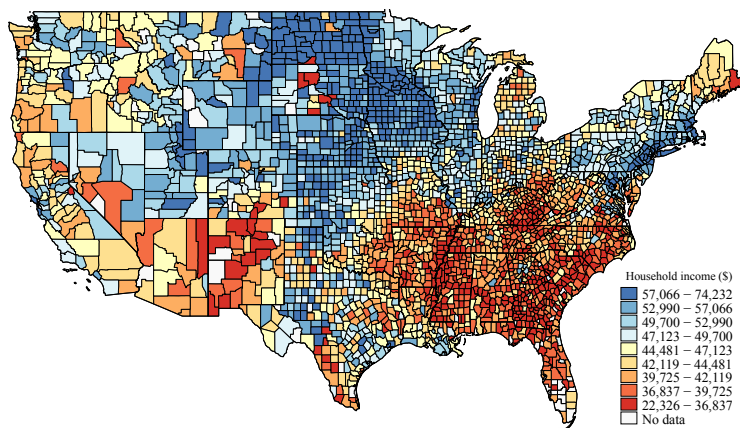 Household income ($)
57,066 − 74,232
52,990 − 57,066
49,700 − 52,990
47,123 − 49,700
44,481 − 47,123
42,119 − 44,481
39,725 − 42,119
36,837 − 39,725
22,326 − 36,837
No data